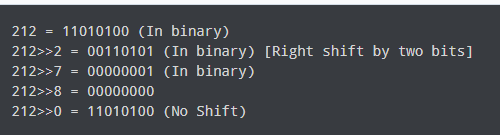 212 = 11010100 (In binary)
212>>2 = 00110101 (In binary) [Right shift by two bits]
212>>7 = 00000001 (In binary)
212>>8 = 00000000
212>>0 = 11010100 (No Shift)